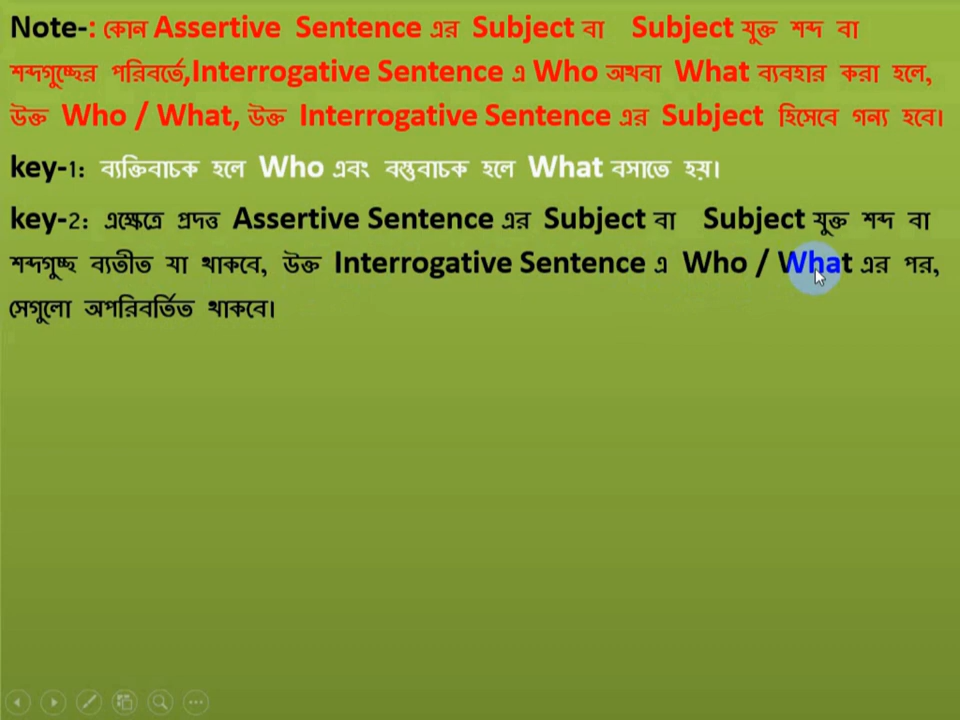 Note-: কোন Assertive Sentence এর Subject বা Subject যুক্ত শব্দ বা
শব্দগুচ্ছের পরিবর্তে,Interrogative Sentence এ Who অথবা What ব্যবহার করা হলে,
উক্ত Who / What, উক্ত Interrogative Sentence এর Subject হিসেবে গন্য হবে।
key-1: ব্যক্তিবাচক হলে Who এবং বস্তুবাচক হলে What বসাতে হয়।
key-2: এক্ষেত্রে প্রদত্ত Assertive Sentence এর Subject বা Subject যুক্ত শব্দ বা
শব্দগুচ্ছ ব্যতীত যা থাকবে, উক্ত Interrogative Sentence এ Who / What এর পর,
সেগুলো অপরিবর্তিত থাকবে।